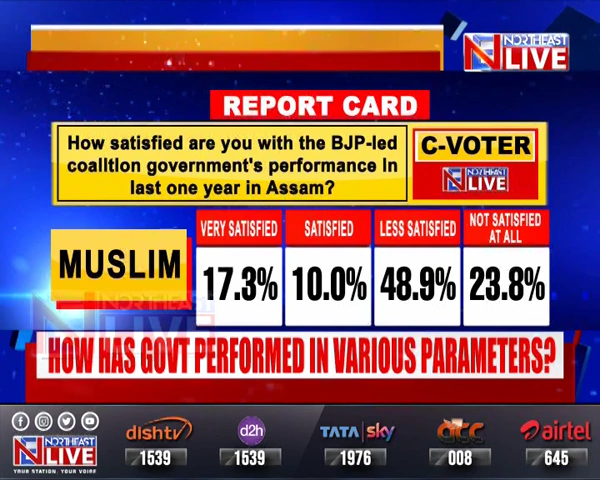 NORTHEAST
LIVE
REPORT CARD
How satisfied are you with the BJP-led
coalition government's performance in
last one year in Assam?
C-VOTER
NORTHEAST
LIVE
VERY SATISFIED
SATISFIED
LESS SATISFIED
NOT SATISFIED
AT ALL
MUSLIM
17.3%
10.0%
48.9%
23.8%
NORTHEAST
LIVE
HOW HAS GOVT PERFORMED IN VARIOUS PARAMETERS?
NORTHEAST
LIVE
YOUR STATION, YOUR VOICE
dishtv
1539
d2h
1539
TATA sky
1976
atc
008
airtel
645